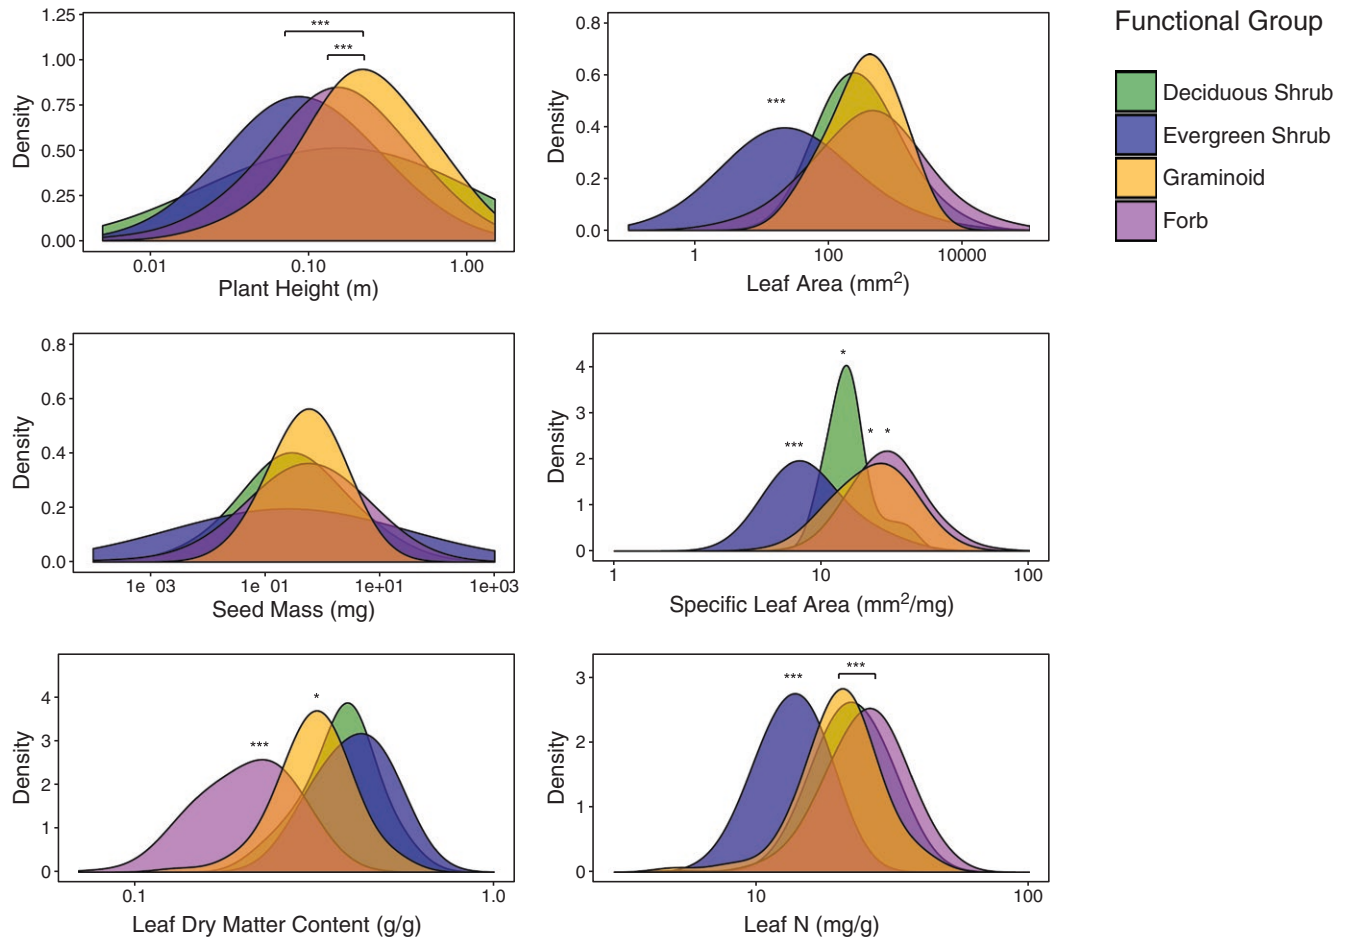 Functional Group
Deciduous Shrub
Evergreen Shrub
Graminoid
Forb
1.25
1.00
0.75
0.50
0.25
0.00
Density
***
***
0.01 0.10 1.00
Plant Height (m)
0.8
0.6
0.4
0.2
0.0
Density
***
1 100 10000
Leaf Area (mm²)
0.8
0.6
0.4
0.2
0.0
Density
1e 03 1e 01 1e+01 1e+03
Seed Mass (mg)
4
3
2
1
0
Density
*
***
* *
1 10 100
Specific Leaf Area (mm²/mg)
4
3
2
1
0
Density
*
***
0.1 1.0
Leaf Dry Matter Content (g/g)
3
2
1
0
Density
***
***
10 100
Leaf N (mg/g)